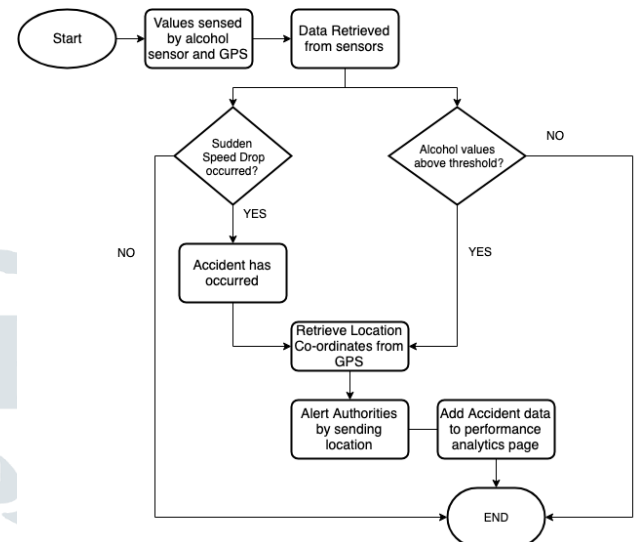 Start
Values sensed
by alcohol
sensor and GPS
Data Retrieved
from sensors
Sudden
Speed Drop
occurred?
Alcohol values
above threshold?
NO
YES
NO
Accident has
occurred
YES
Retrieve Location
Co-ordinates from
GPS
Alert Authorities
by sending
location
Add Accident data
to performance
analytics page
END